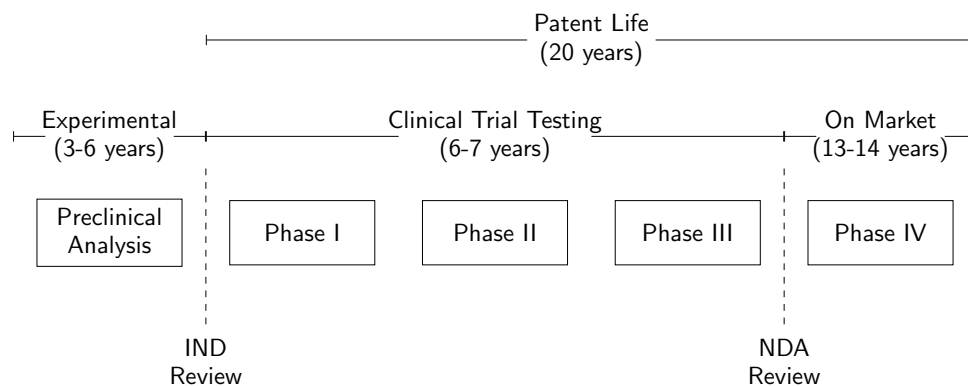 Patent Life
(20 years)
Experimental
(3-6 years)
Clinical Trial Testing
(6-7 years)
On Market
(13-14 years)
Preclinical
Analysis
Phase I
Phase II
Phase III
Phase IV
IND
Review
NDA
Review